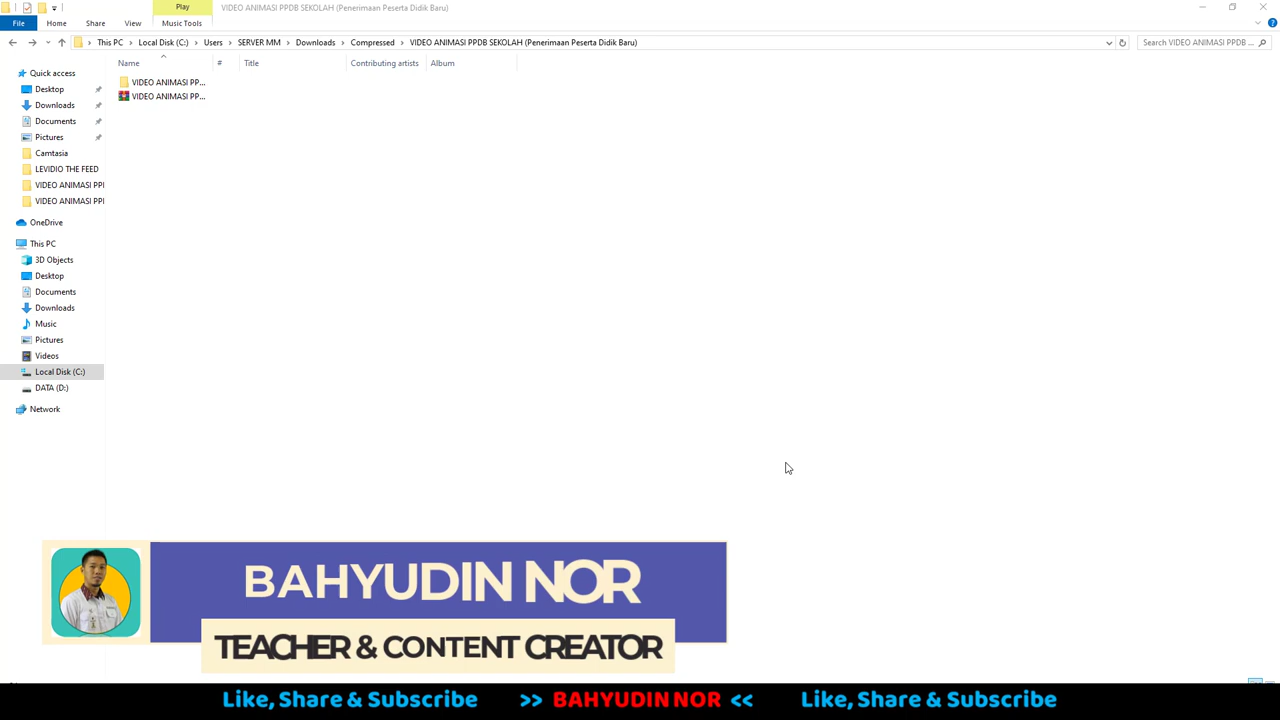 Play
VIDEO ANIMASI PPDB SEKOLAH (Penerimaan Peserta Didik Baru)
File Home Share View Music Tools
This PC Local Disk (C:) Users SERVER MM Downloads Compressed VIDEO ANIMASI PPDB SEKOLAH (Penerimaan Peserta Didik Baru)
Search VIDEO ANIMASI PPDB ...
Name # Title Contributing artists Album
VIDEO ANIMASI PP...
VIDEO ANIMASI PP...
Quick access
Desktop
Downloads
Documents
Pictures
Camtasia
LEVIDIO THE FEED
VIDEO ANIMASI PPI
VIDEO ANIMASI PPI
OneDrive
This PC
3D Objects
Desktop
Documents
Downloads
Music
Pictures
Videos
Local Disk (C:)
DATA (D:)
Network
BAHYUDIN NOR
TEACHER & CONTENT CREATOR
Like, Share & Subscribe >> BAHYUDIN NOR << Like, Share & Subscribe